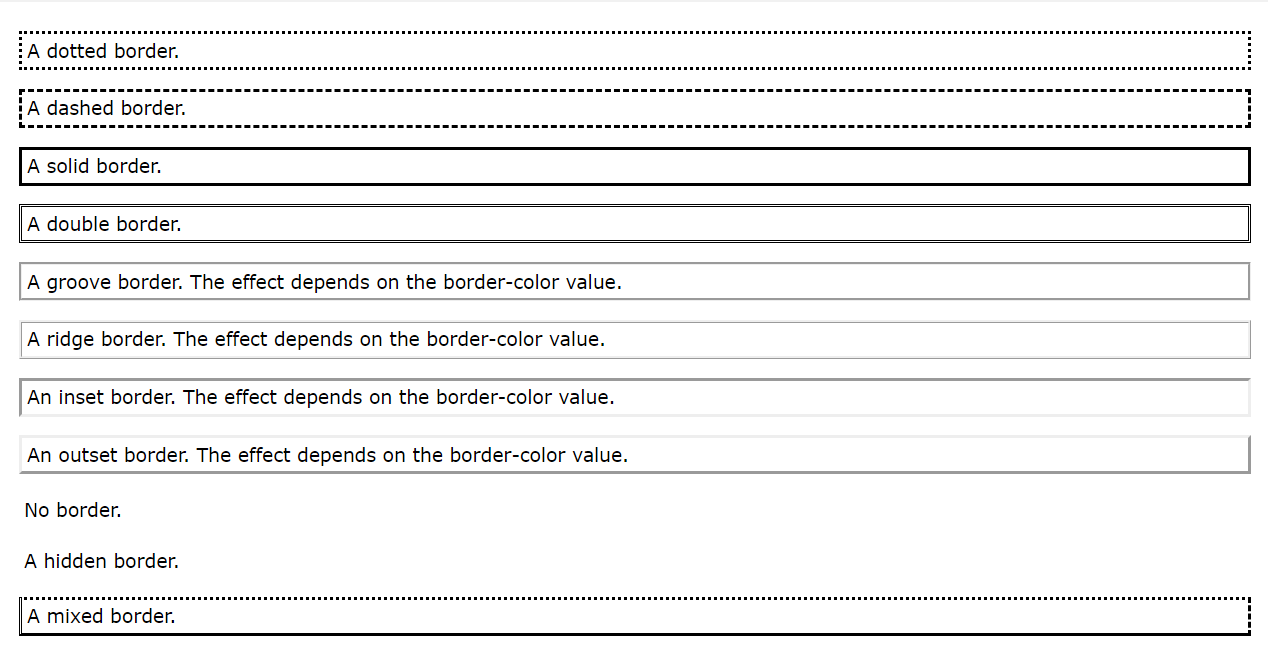 A dotted border.
A dashed border.
A solid border.
A double border.
A groove border. The effect depends on the border-color value.
A ridge border. The effect depends on the border-color value.
An inset border. The effect depends on the border-color value.
An outset border. The effect depends on the border-color value.
No border.
A hidden border.
A mixed border.